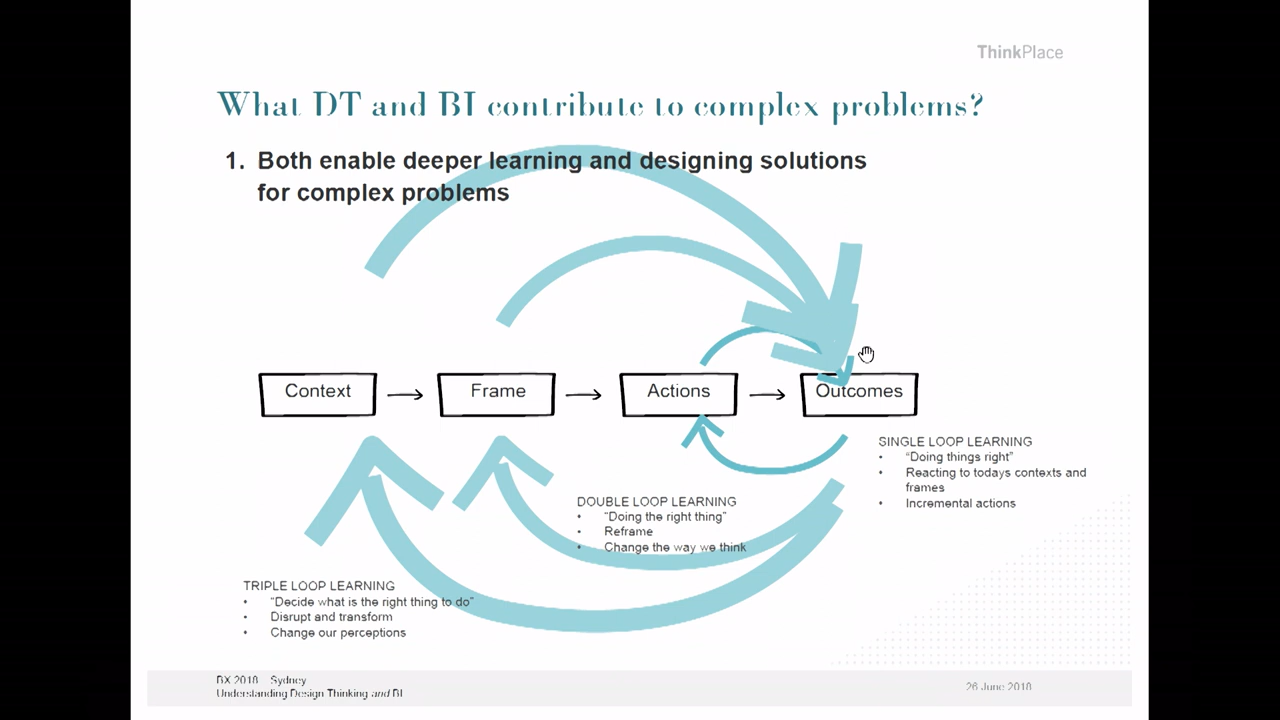 ThinkPlace
What DT and BI contribute to complex problems?
1. Both enable deeper learning and designing solutions
for complex problems
Context
Frame
Actions
Outcomes
SINGLE LOOP LEARNING
• “Doing things right”
• Reacting to todays contexts and
frames
• Incremental actions
DOUBLE LOOP LEARNING
• “Doing the right thing”
• Reframe
• Change the way we think
TRIPLE LOOP LEARNING
• “Decide what is the right thing to do”
• Disrupt and transform
• Change our perceptions
BX 2018 – Sydney
Understanding Design Thinking and BI
26 June 2018